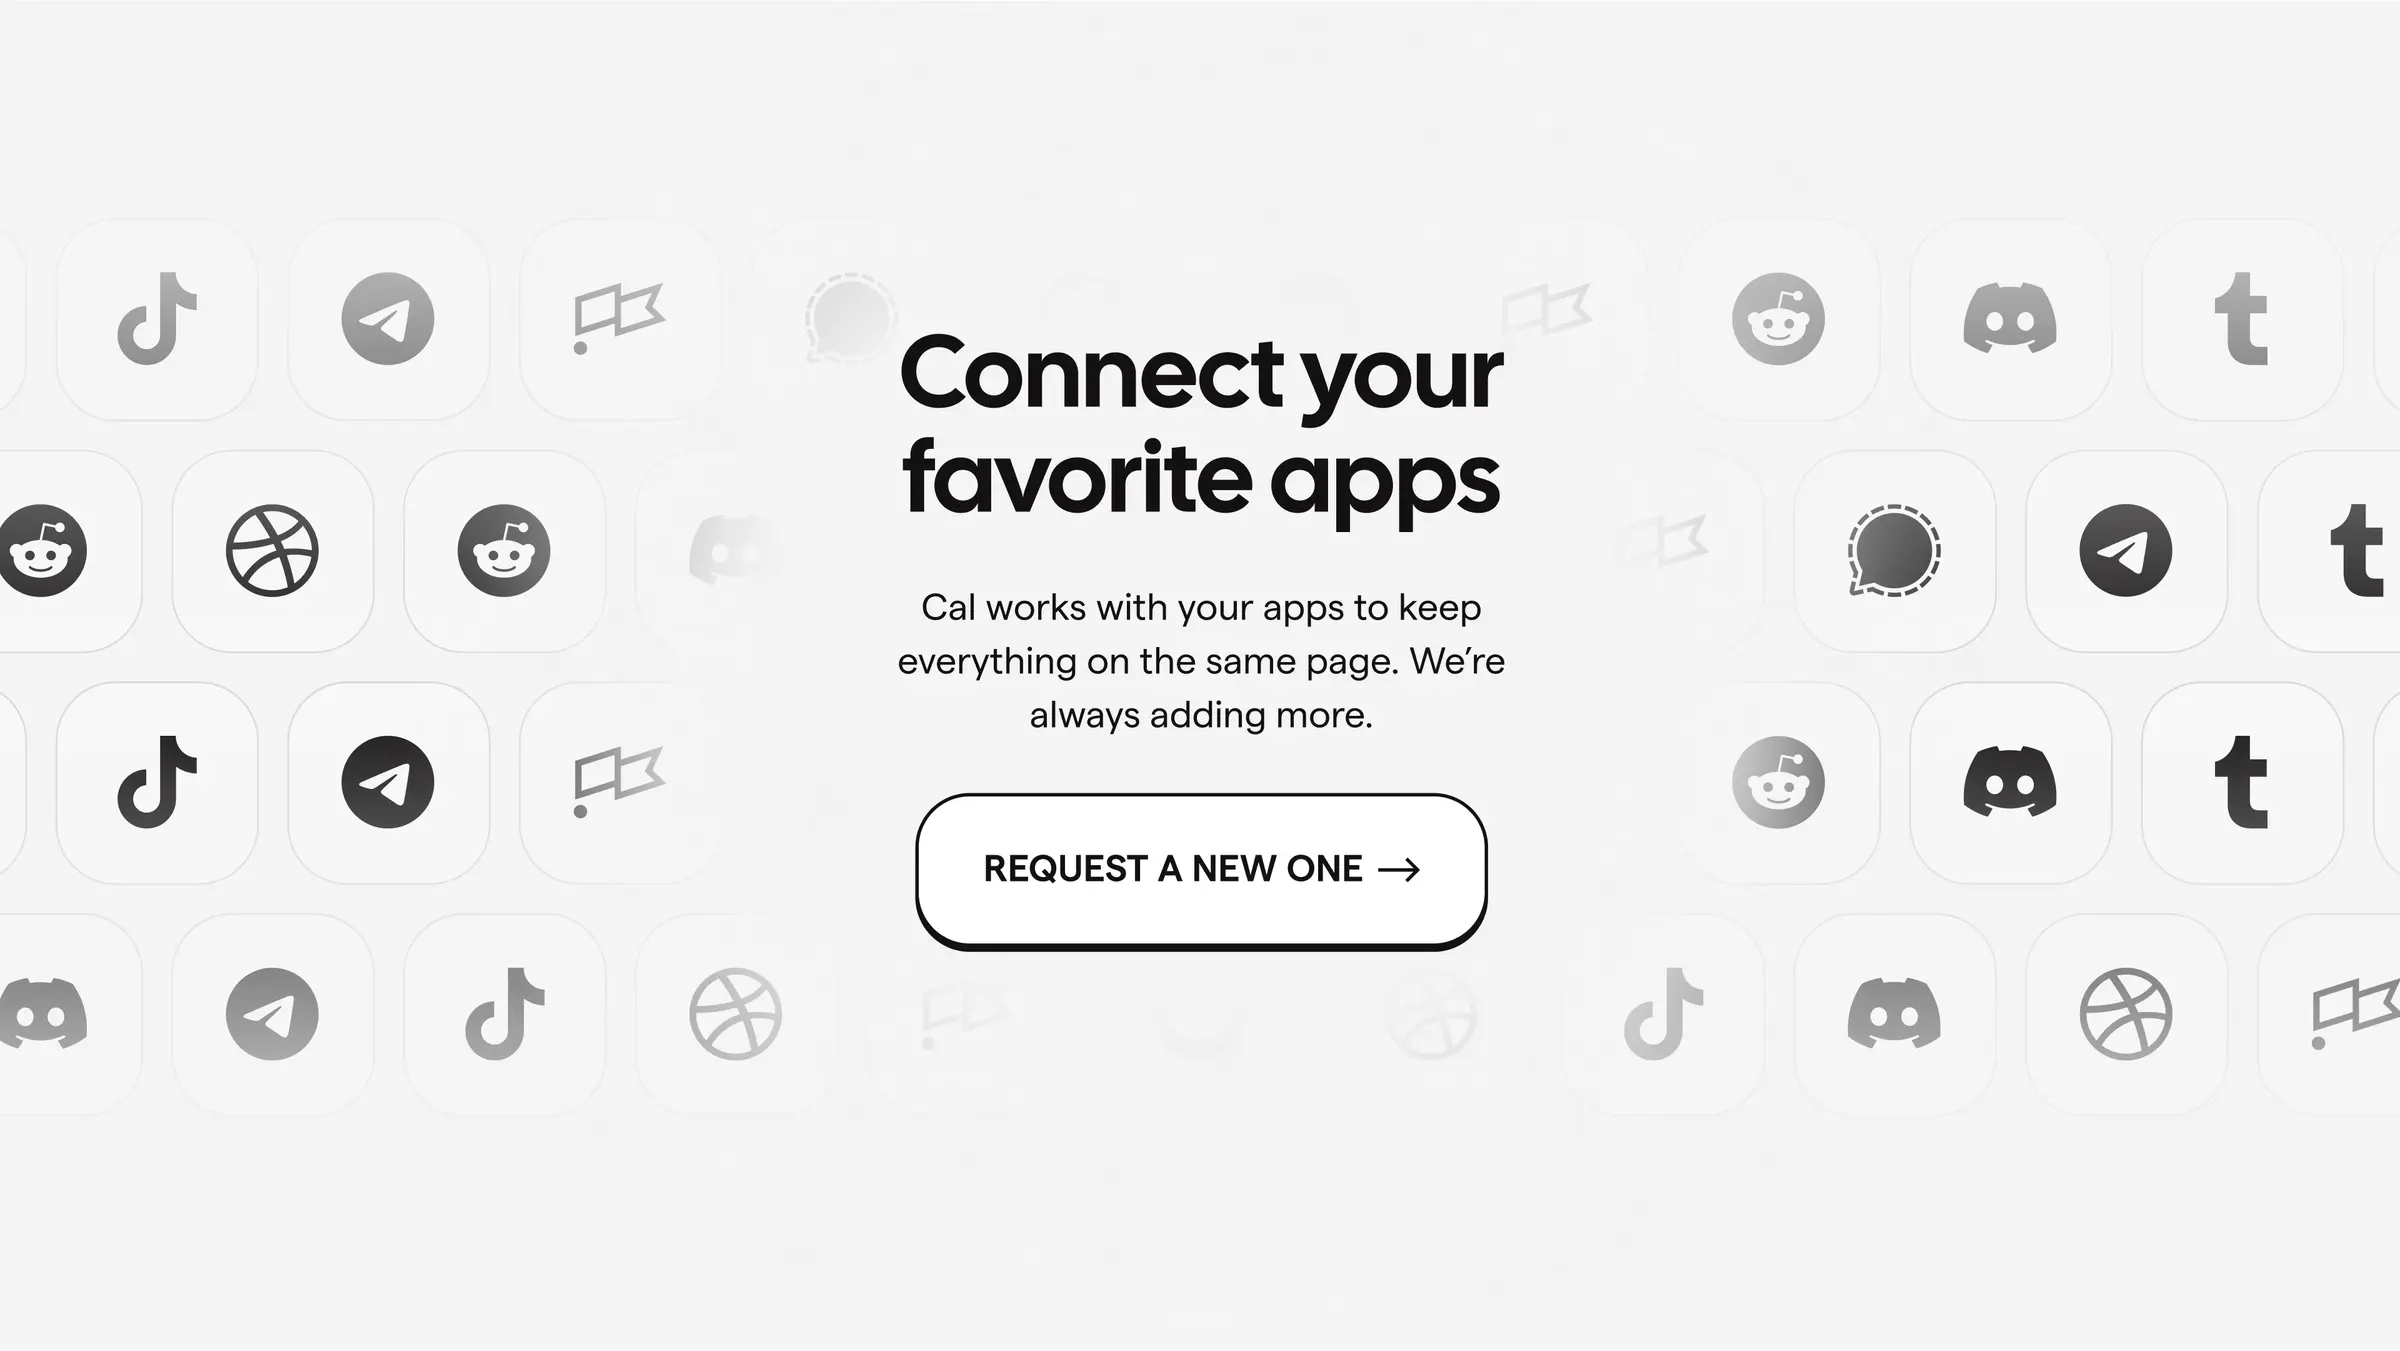 Connect your
favorite apps
Cal works with your apps to keep
everything on the same page. We’re
always adding more.
REQUEST A NEW ONE →